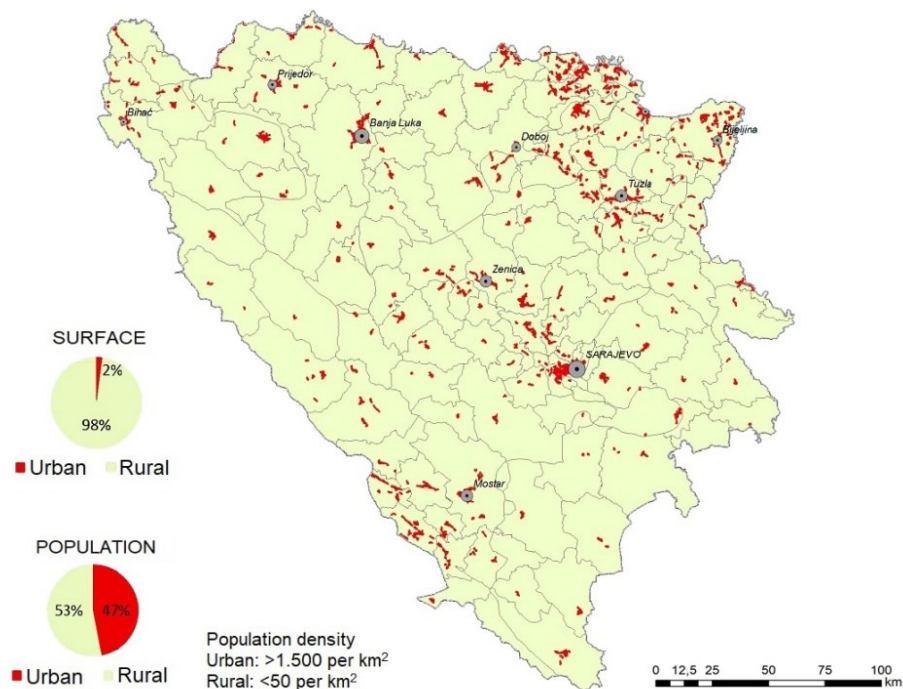 Prijedor
Bihać
Banja Luka
Doboj
Bijeljina
Tuzla
Zenica
SARAJEVO
Mostar
SURFACE
2%
98%
Urban Rural
POPULATION
53% 47%
Urban Rural
Population density
Urban: >1.500 per km²
Rural: <50 per km²
0 12,5 25 50 75 100
km